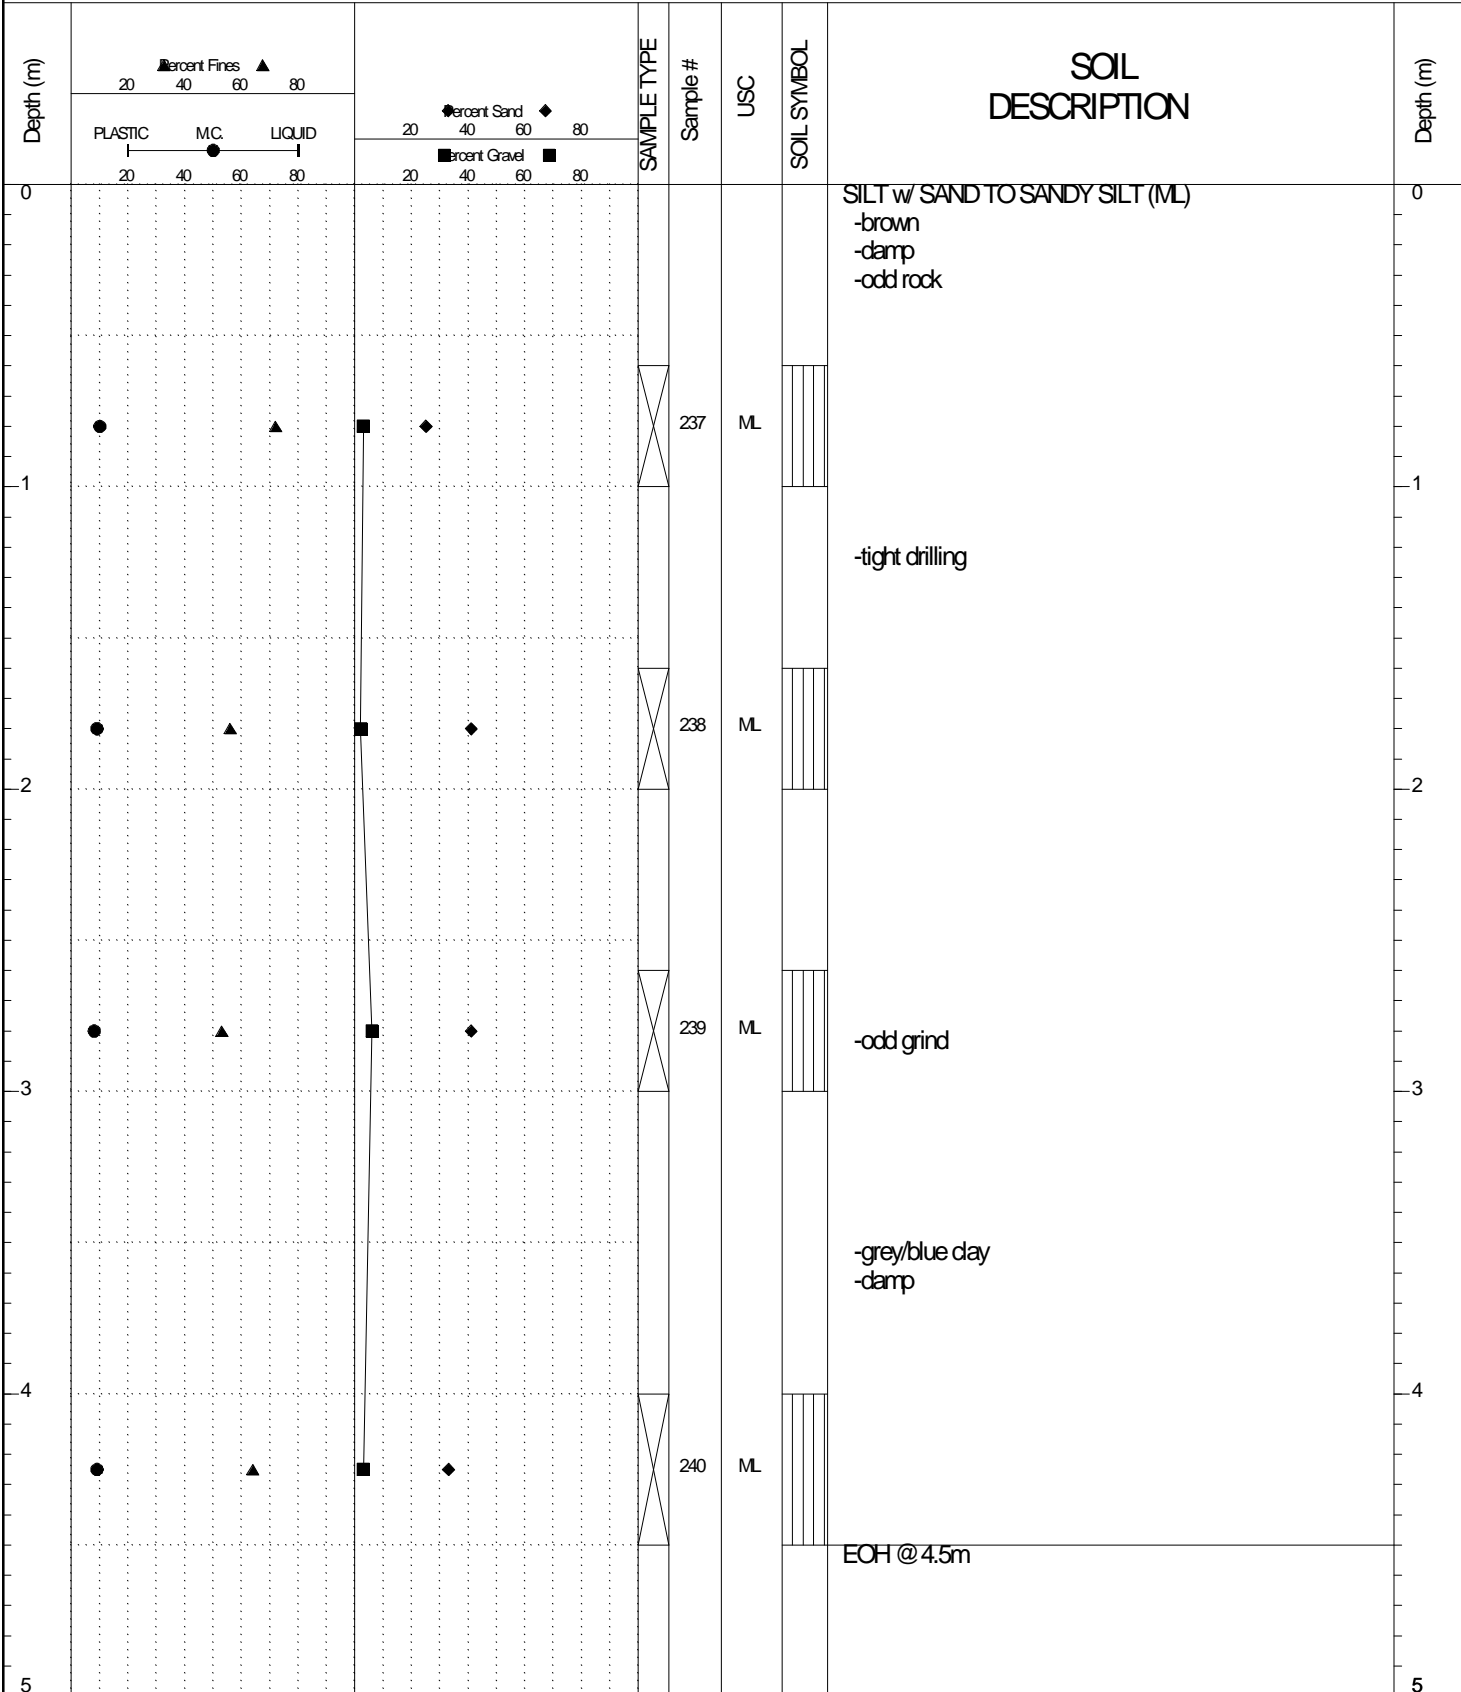 Depth (m)
Percent Fines
20 40 60 80
PLASTIC M.C. LIQUID
20 40 60 80
Percent Sand
20 40 60 80
Percent Gravel
20 40 60 80
SAMPLE TYPE
Sample #
USC
SOIL SYMBOL
SOIL
DESCRIPTION
Depth (m)
0 SILT w/ SAND TO SANDY SILT (ML) 0
-brown
-damp
-odd rock
237 ML
1 1
-tight drilling
238 ML
2 2
239 ML
-odd grind
3 3
-grey/blue clay
-damp
4 4
240 ML
EOH @ 4.5m
5 5